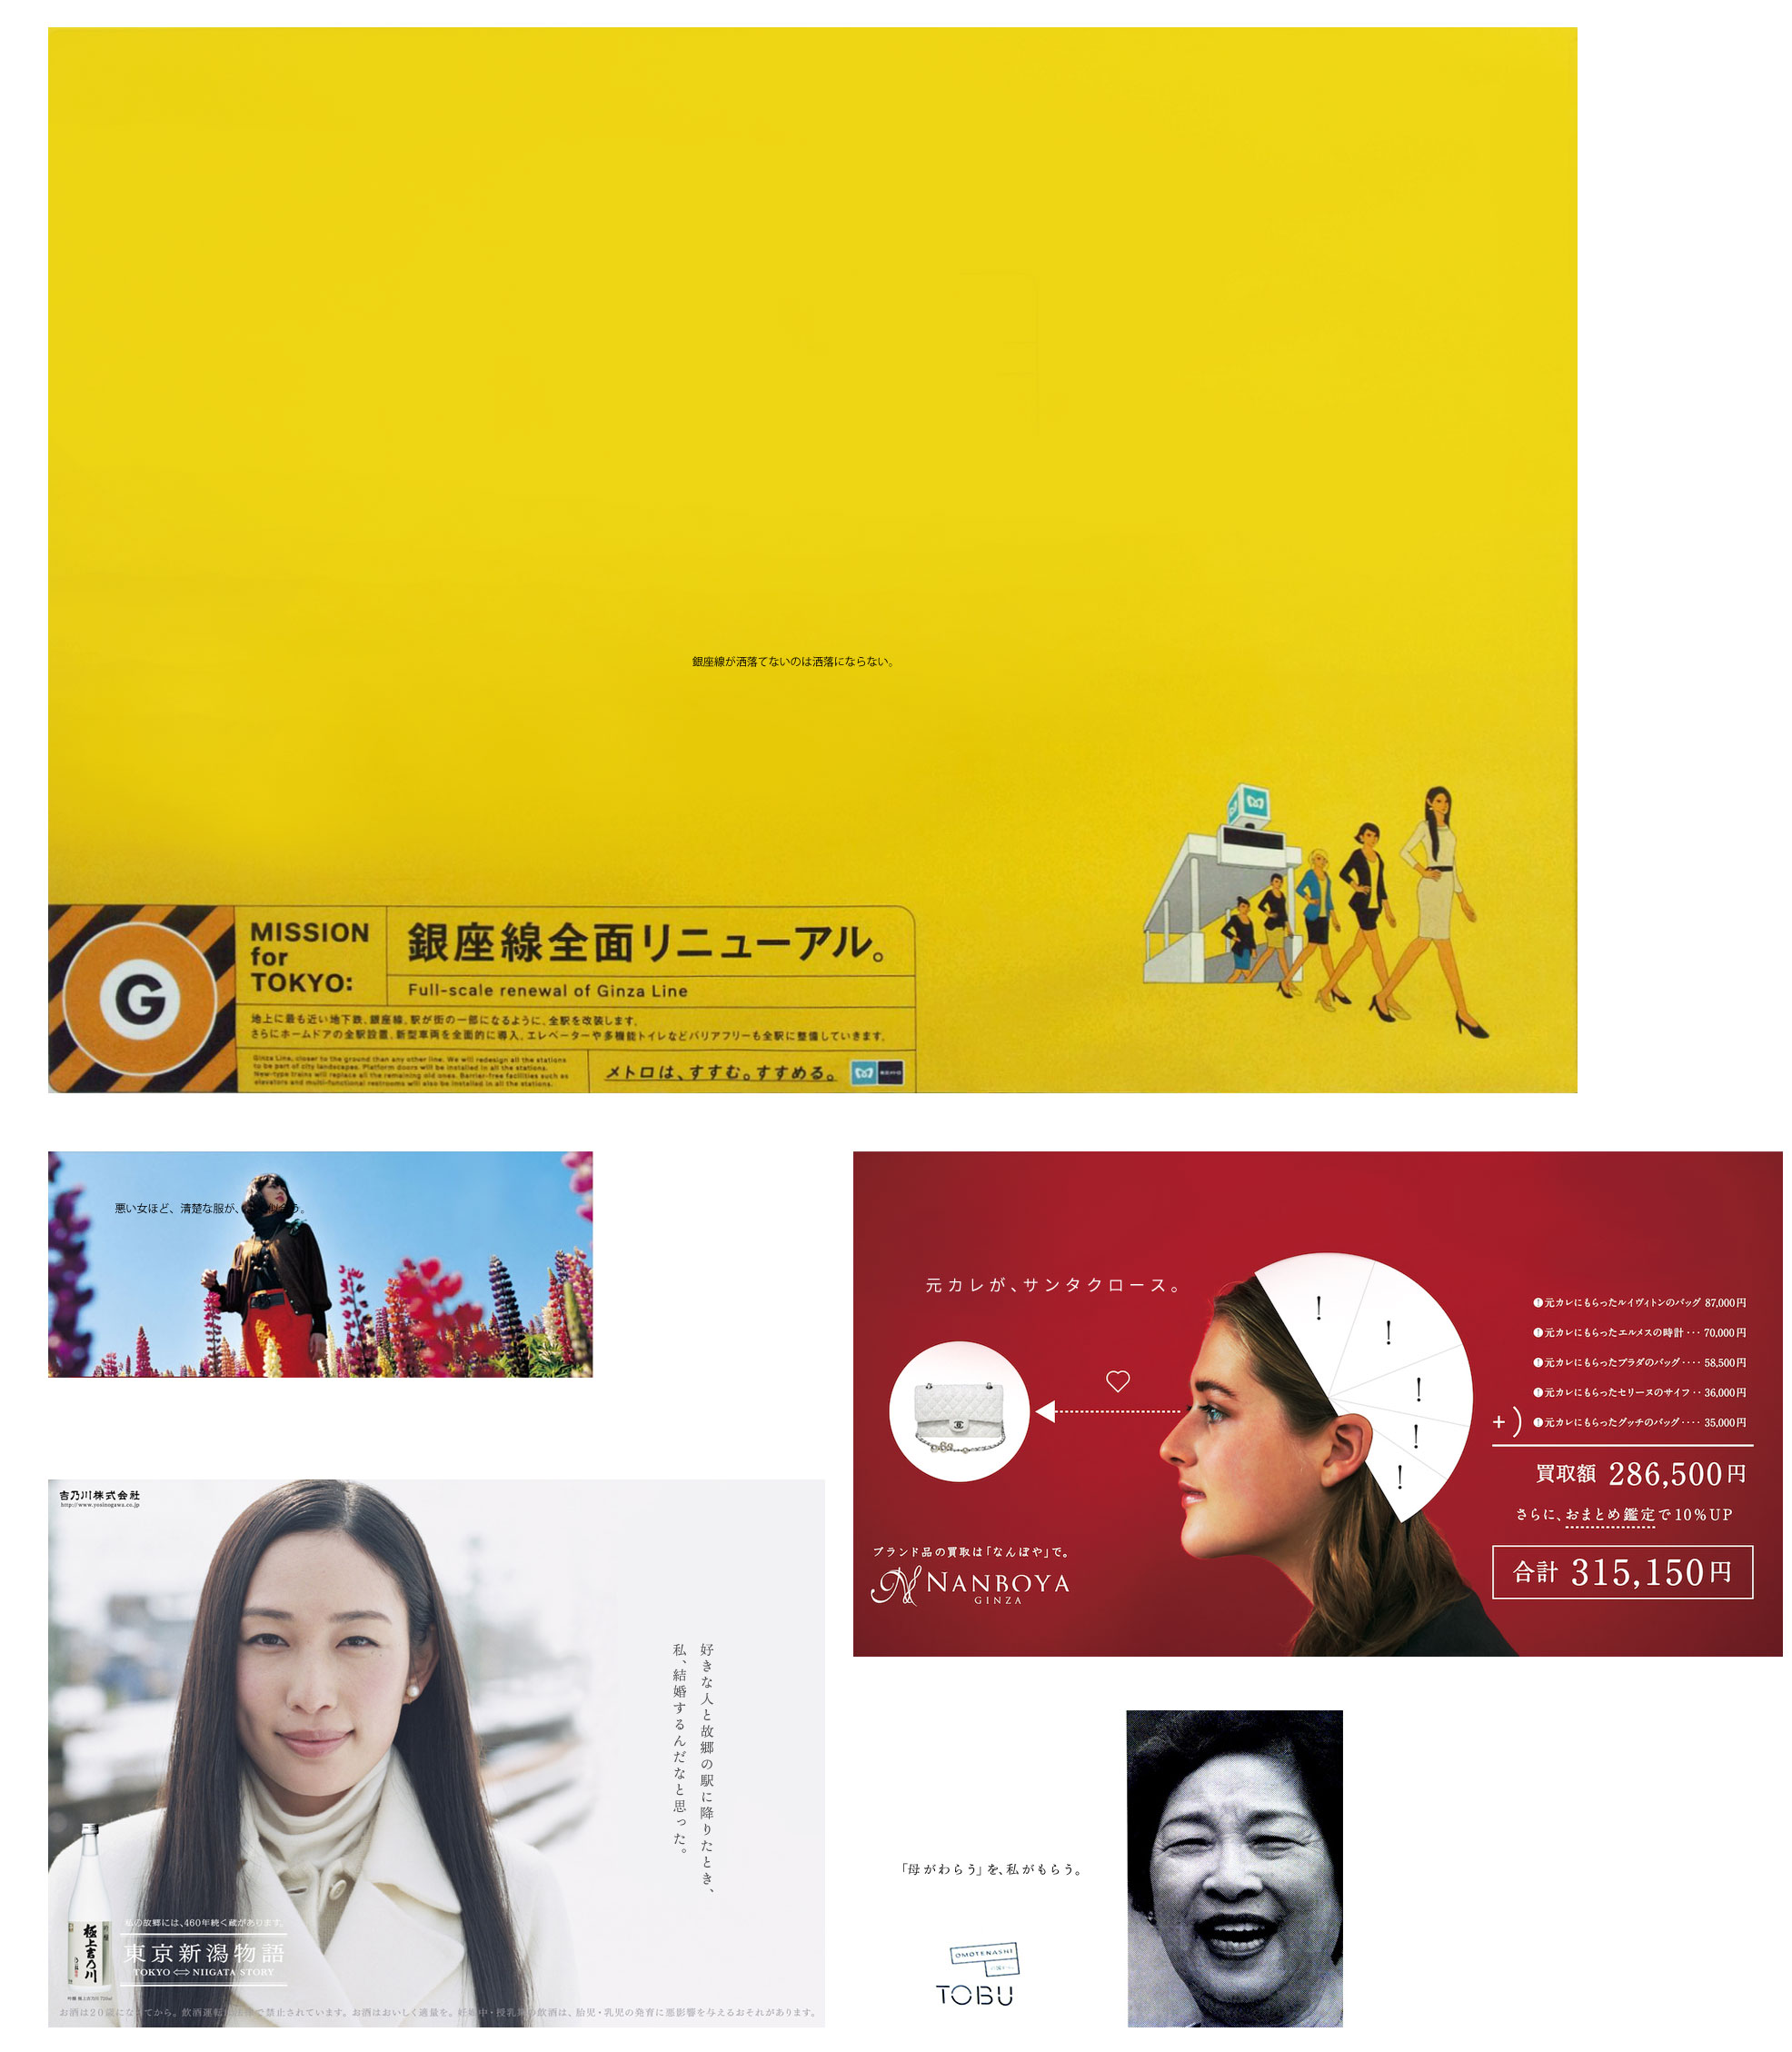 銀座線が洒落てないのは洒落にならない。
G
MISSION
for
TOKYO:
銀座線全面リニューアル。
Full-scale renewal of Ginza Line
地上に最も近い地下鉄、銀座線。駅が街の一部になるように、全駅を改装します。
さらにホームドアの全駅設置、新型車両を全面的に導入。エレベーターや多機能トイレなどバリアフリーも全駅に整備していきます。
Ginza Line, closer to the ground than any other line. We will redesign all the stations
to be part of city landscapes. Platform doors will be installed in all the stations.
New-type trains will replace all the remaining old ones. Barrier-free facilities such as
elevators and multi-functional restrooms will also be installed in all the stations.
メトロは、すすむ。すすめる。
悪い女ほど、清楚な服が、
う。
元カレが、サンタクロース。
! 元カレにもらったルイヴィトンのバッグ 87,000円
! 元カレにもらったエルメスの時計 ··· 70,000円
! 元カレにもらったプラダのバッグ ···· 58,500円
! 元カレにもらったセリーヌのサイフ ·· 36,000円
+ ) ! 元カレにもらったグッチのバッグ ···· 35,000円
買取額 286,500円
さらに、おまとめ鑑定で10%UP
合計 315,150円
!
!
!
!
!
ブランド品の買取は「なんぼや」で。
NANBOYA
GINZA
吉乃川株式会社
http://www.yosinogawa.co.jp
好きな人と故郷の駅に降りたとき、
私、結婚するんだなと思った。
極上吉乃川
私の故郷には、460年続く蔵があります。
東京新潟物語
TOKYO ⇔ NIIGATA STORY
吟醸 極上吉乃川 720ml
お酒は20歳になってから。飲酒運転は法律で禁止されています。お酒はおいしく適量を。妊娠中・授乳期の飲酒は、胎児・乳児の発育に悪影響を与えるおそれがあります。
「母がわらう」を、私がもらう。
OMOTENASHI
TOBU